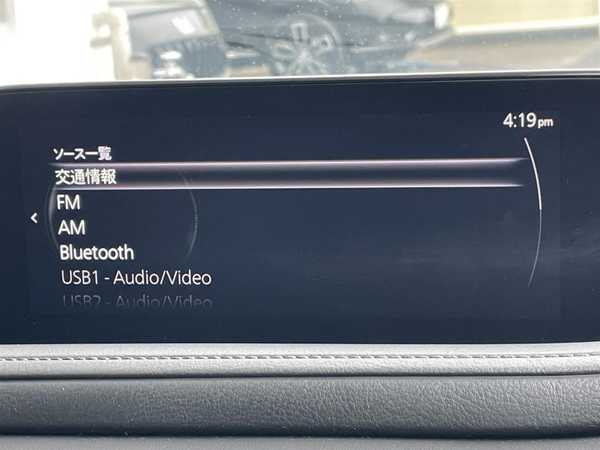 4:19pm
ソース一覧
交通情報
FM
AM
Bluetooth
USB1 - Audio/Video
USB2 - Audio/Video